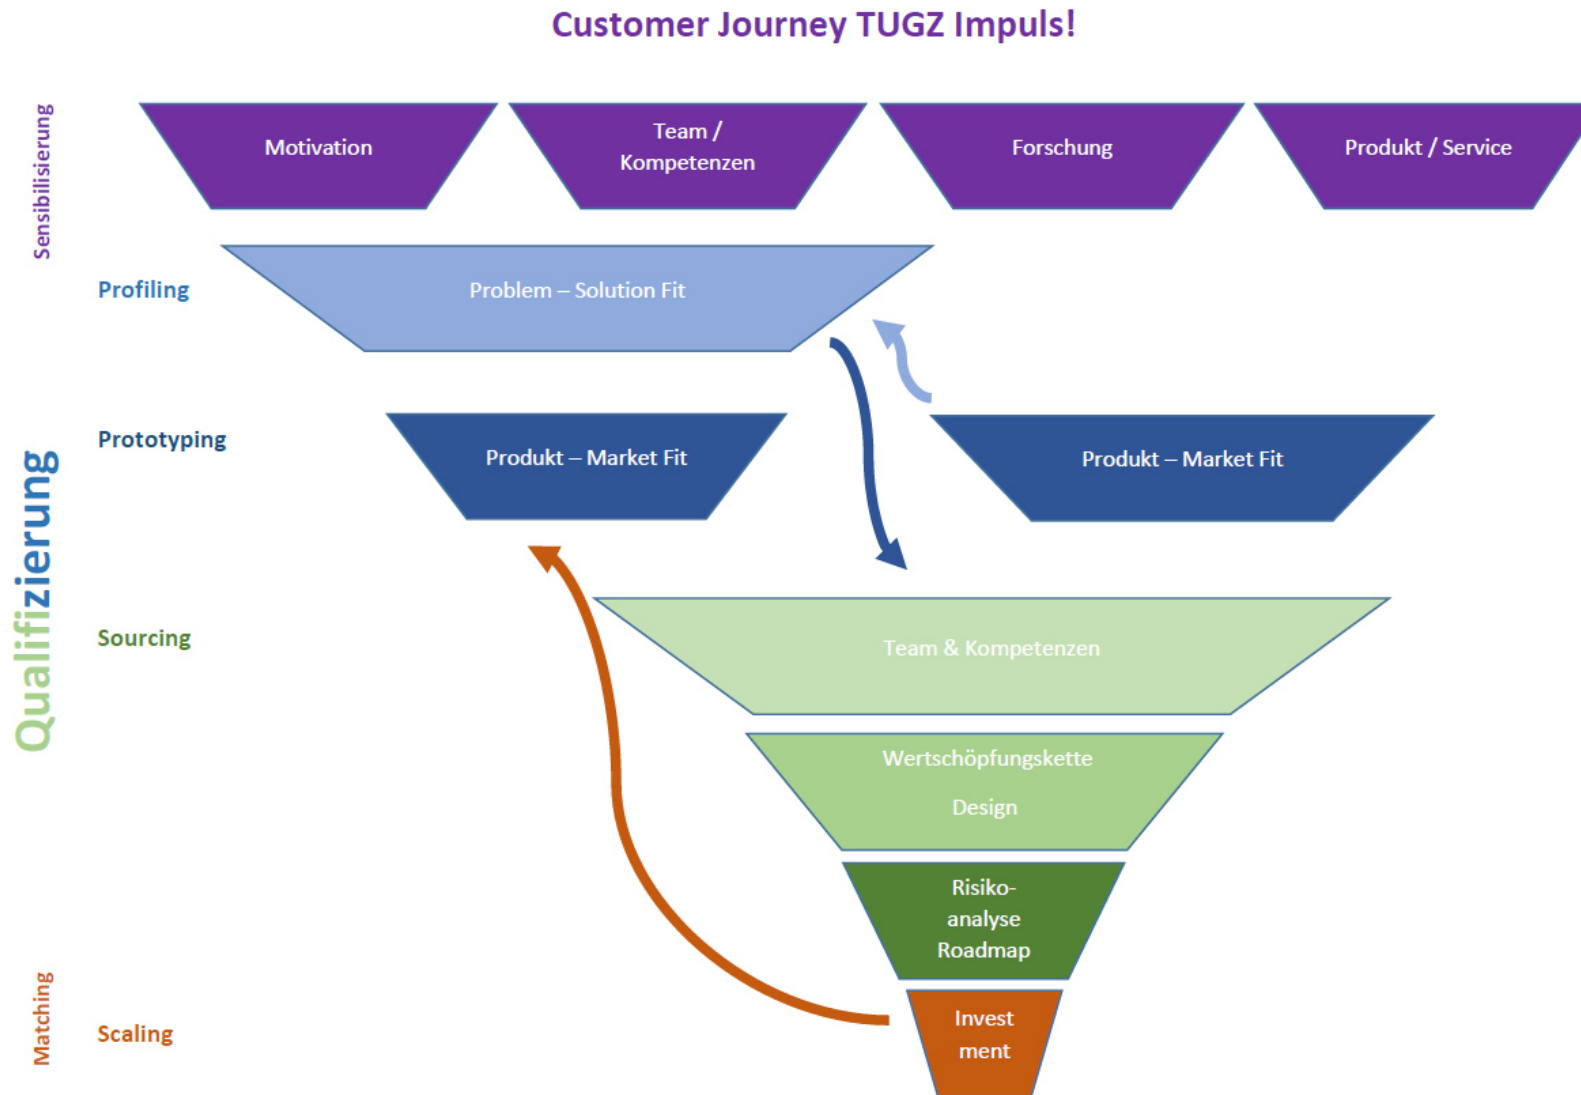 Customer Journey TUGZ Impuls!
Sensibilisierung
Motivation
Team /
Kompetenzen
Forschung
Produkt / Service
Profiling
Problem – Solution Fit
Qualifizierung
Prototyping
Produkt – Market Fit
Produkt – Market Fit
Sourcing
Team & Kompetenzen
Wertschöpfungskette
Design
Risiko-
analyse
Roadmap
Matching
Scaling
Invest
ment